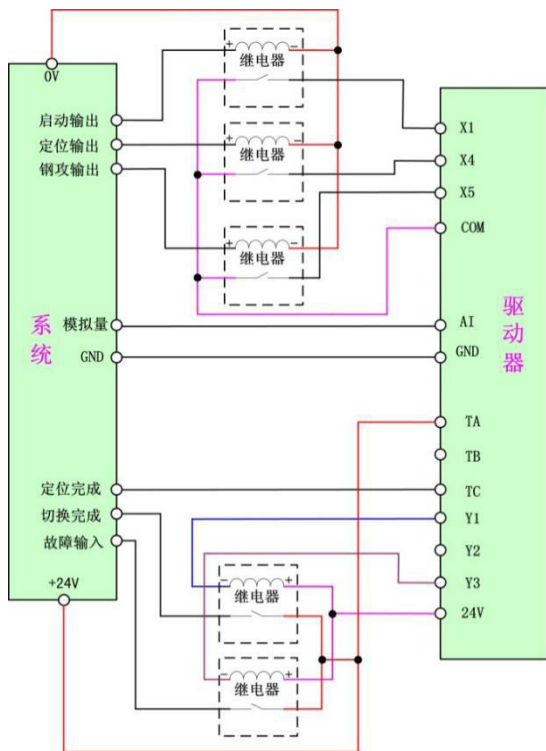 0V
启动输出
定位输出
钢攻输出
系统
模拟量
GND
定位完成
切换完成
故障输入
+24V
+ -
继电器
+ -
继电器
+ -
继电器
X1
X4
X5
COM
AI
GND
驱动器
TA
TB
TC
Y1
Y2
Y3
24V
- +
继电器
- +
继电器